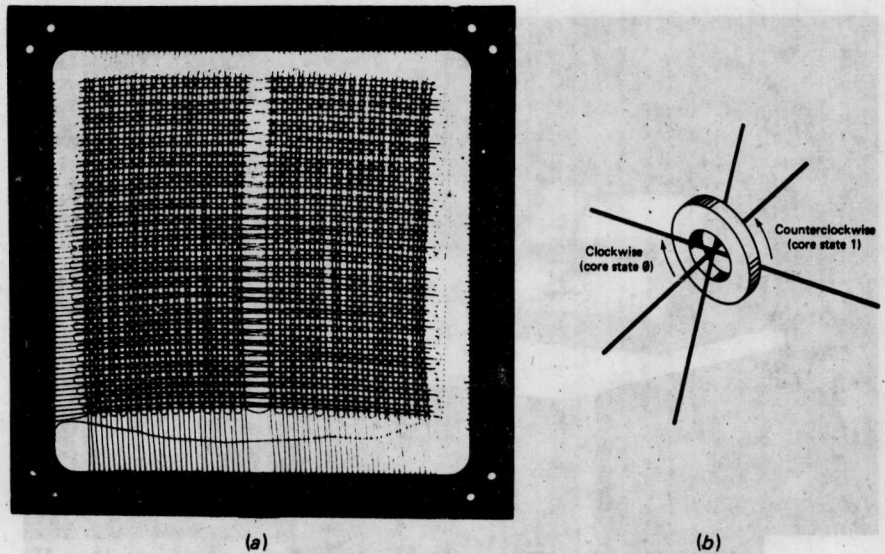 Clockwise
(core state 0)
Counterclockwise
(core state 1)
(a)
(b)